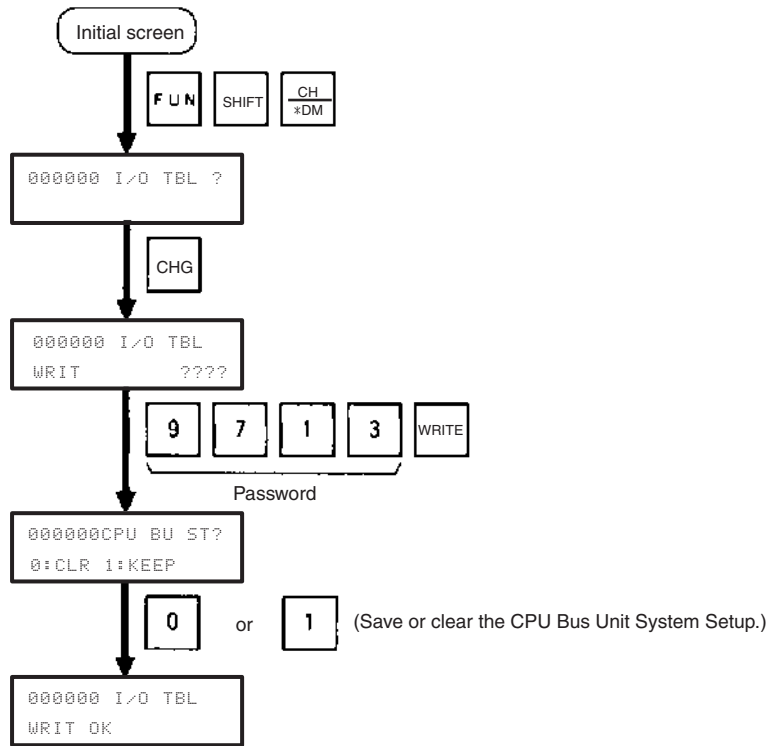 Initial screen
FUN SHIFT CH
*DM
000000 I/O TBL ?
CHG
000000 I/O TBL
WRIT ????
9 7 1 3 WRITE
Password
000000CPU BU ST?
0:CLR 1:KEEP
0 or 1 (Save or clear the CPU Bus Unit System Setup.)
000000 I/O TBL
WRIT OK